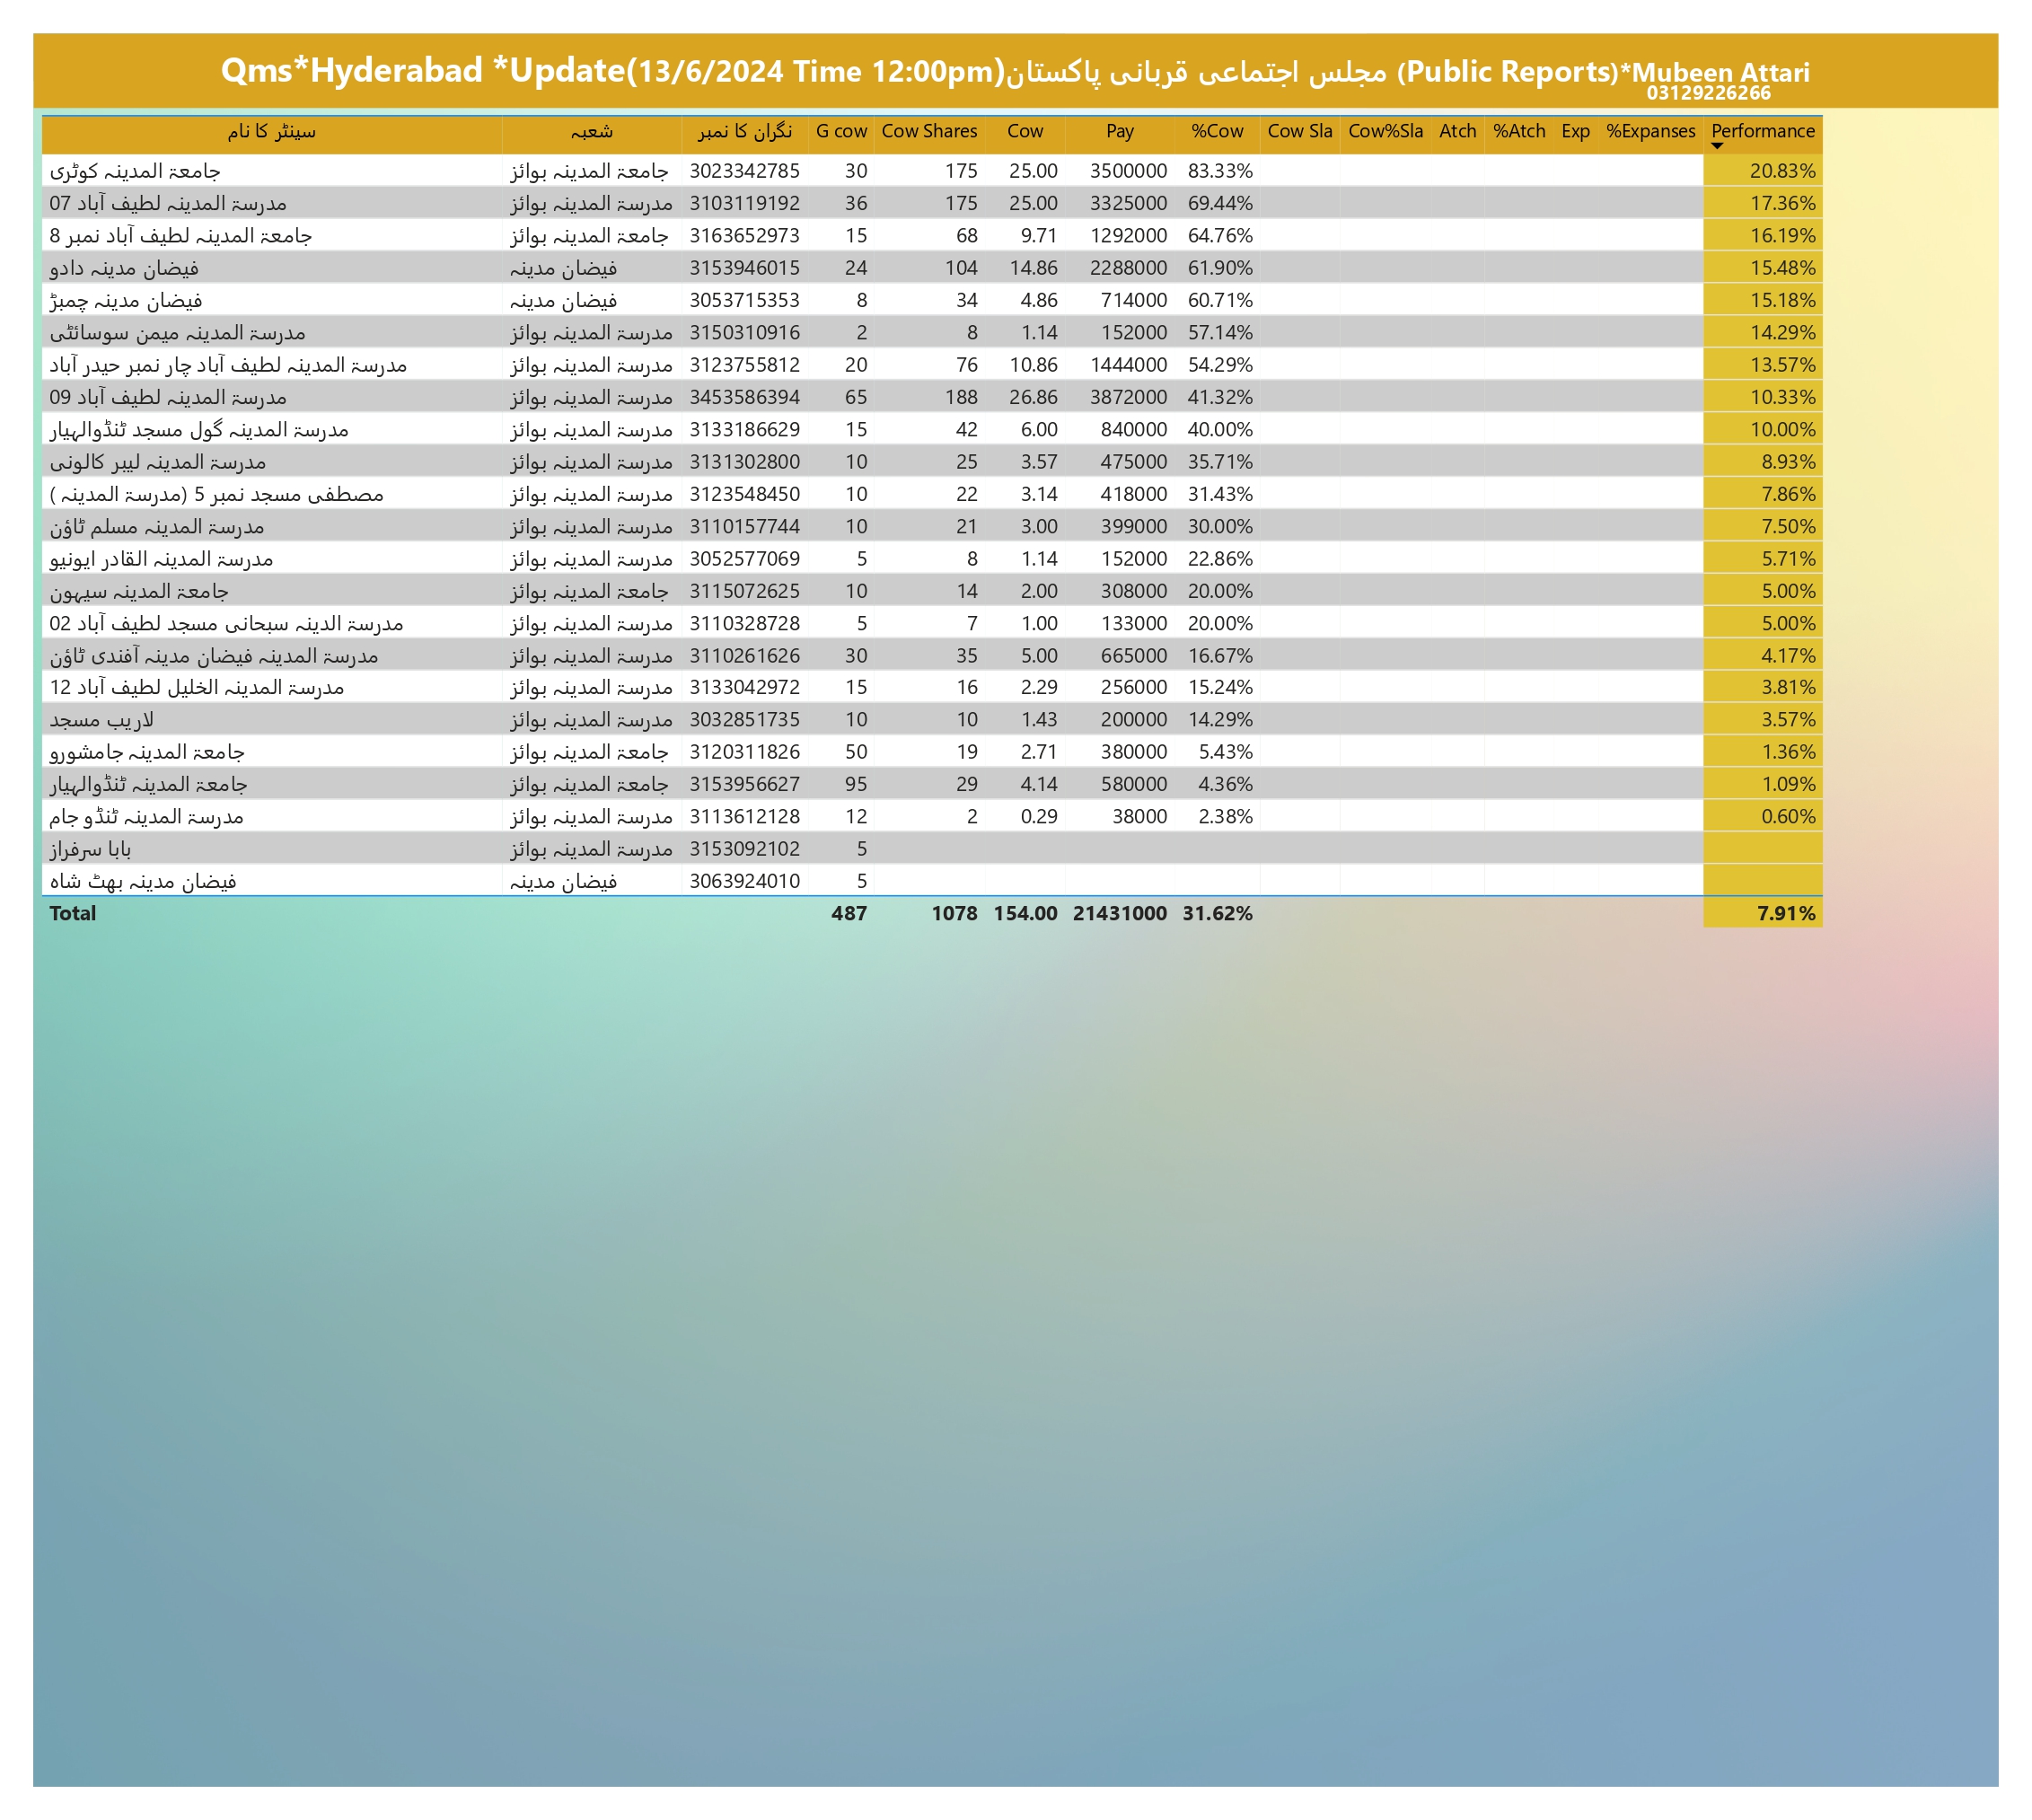 Qms*Hyderabad *Update(13/6/2024 Time 12:00pm)مجلس اجتماعی قربانی پاکستان (Public Reports)*Mubeen Attari
03129226266
سینٹر کا نام شعبہ نگران کا نمبر G cow Cow Shares Cow Pay %Cow Cow Sla Cow%Sla Atch %Atch Exp %Expanses Performance
جامعۃ المدینہ کوٹری جامعۃ المدینہ بوائز 3023342785 30 175 25.00 3500000 83.33% 20.83%
مدرسۃ المدینہ لطیف آباد 07 مدرسۃ المدینہ بوائز 3103119192 36 175 25.00 3325000 69.44% 17.36%
جامعۃ المدینہ لطیف آباد نمبر 8 جامعۃ المدینہ بوائز 3163652973 15 68 9.71 1292000 64.76% 16.19%
فیضان مدینہ دادو فیضان مدینہ 3153946015 24 104 14.86 2288000 61.90% 15.48%
فیضان مدینہ چمبڑ فیضان مدینہ 3053715353 8 34 4.86 714000 60.71% 15.18%
مدرسۃ المدینہ میمن سوسائٹی مدرسۃ المدینہ بوائز 3150310916 2 8 1.14 152000 57.14% 14.29%
مدرسۃ المدینہ لطیف آباد چار نمبر حیدر آباد مدرسۃ المدینہ بوائز 3123755812 20 76 10.86 1444000 54.29% 13.57%
مدرسۃ المدینہ لطیف آباد 09 مدرسۃ المدینہ بوائز 3453586394 65 188 26.86 3872000 41.32% 10.33%
مدرسۃ المدینہ گول مسجد ٹنڈوالہیار مدرسۃ المدینہ بوائز 3133186629 15 42 6.00 840000 40.00% 10.00%
مدرسۃ المدینہ لیبر کالونی مدرسۃ المدینہ بوائز 3131302800 10 25 3.57 475000 35.71% 8.93%
مصطفی مسجد نمبر 5 (مدرسۃ المدینہ ) مدرسۃ المدینہ بوائز 3123548450 10 22 3.14 418000 31.43% 7.86%
مدرسۃ المدینہ مسلم ٹاؤن مدرسۃ المدینہ بوائز 3110157744 10 21 3.00 399000 30.00% 7.50%
مدرسۃ المدینہ القادر ایونیو مدرسۃ المدینہ بوائز 3052577069 5 8 1.14 152000 22.86% 5.71%
جامعۃ المدینہ سیہون جامعۃ المدینہ بوائز 3115072625 10 14 2.00 308000 20.00% 5.00%
مدرسۃ الدینہ سبحانی مسجد لطیف آباد 02 مدرسۃ المدینہ بوائز 3110328728 5 7 1.00 133000 20.00% 5.00%
مدرسۃ المدینہ فیضان مدینہ آفندی ٹاؤن مدرسۃ المدینہ بوائز 3110261626 30 35 5.00 665000 16.67% 4.17%
مدرسۃ المدینہ الخلیل لطیف آباد 12 مدرسۃ المدینہ بوائز 3133042972 15 16 2.29 256000 15.24% 3.81%
لاریب مسجد مدرسۃ المدینہ بوائز 3032851735 10 10 1.43 200000 14.29% 3.57%
جامعۃ المدینہ جامشورو جامعۃ المدینہ بوائز 3120311826 50 19 2.71 380000 5.43% 1.36%
جامعۃ المدینہ ٹنڈوالہیار جامعۃ المدینہ بوائز 3153956627 95 29 4.14 580000 4.36% 1.09%
مدرسۃ المدینہ ٹنڈو جام مدرسۃ المدینہ بوائز 3113612128 12 2 0.29 38000 2.38% 0.60%
بابا سرفراز مدرسۃ المدینہ بوائز 3153092102 5
فیضان مدینہ بھٹ شاہ فیضان مدینہ 3063924010 5
Total 487 1078 154.00 21431000 31.62% 7.91%